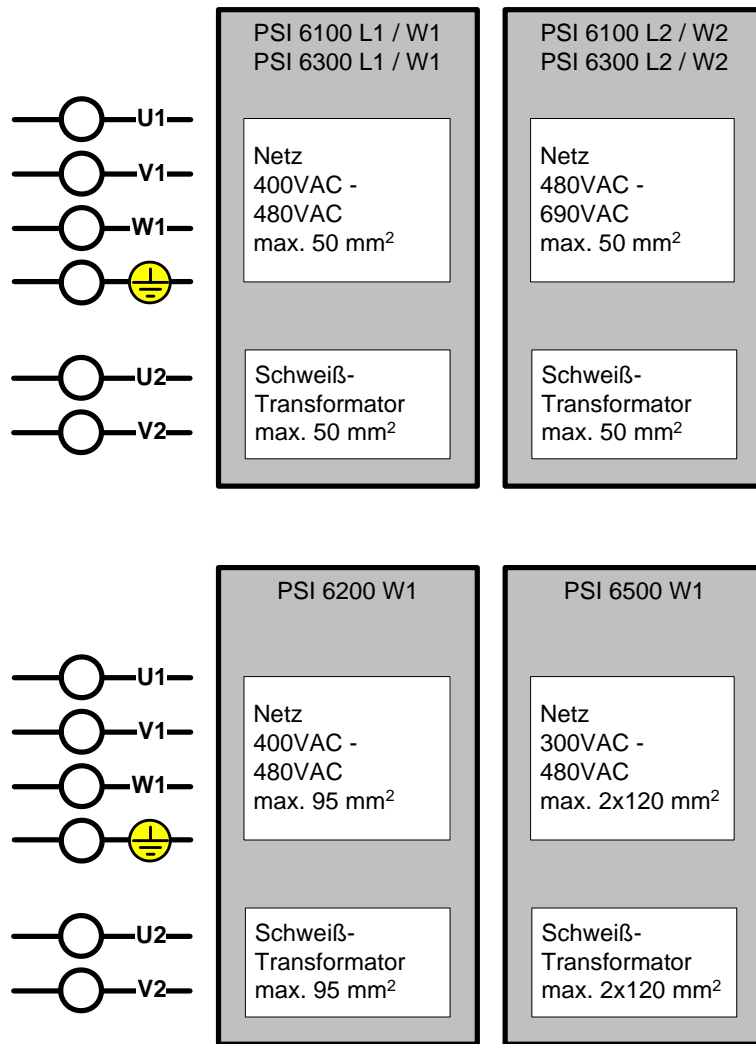 PSI 6100 L1 / W1
PSI 6300 L1 / W1
PSI 6100 L2 / W2
PSI 6300 L2 / W2
U1
V1
W1
U2
V2
Netz
400VAC -
480VAC
max. 50 mm²
Netz
480VAC -
690VAC
max. 50 mm²
Schweiß-
Transformator
max. 50 mm²
Schweiß-
Transformator
max. 50 mm²
PSI 6200 W1
PSI 6500 W1
U1
V1
W1
U2
V2
Netz
400VAC -
480VAC
max. 95 mm²
Netz
300VAC -
480VAC
max. 2x120 mm²
Schweiß-
Transformator
max. 95 mm²
Schweiß-
Transformator
max. 2x120 mm²